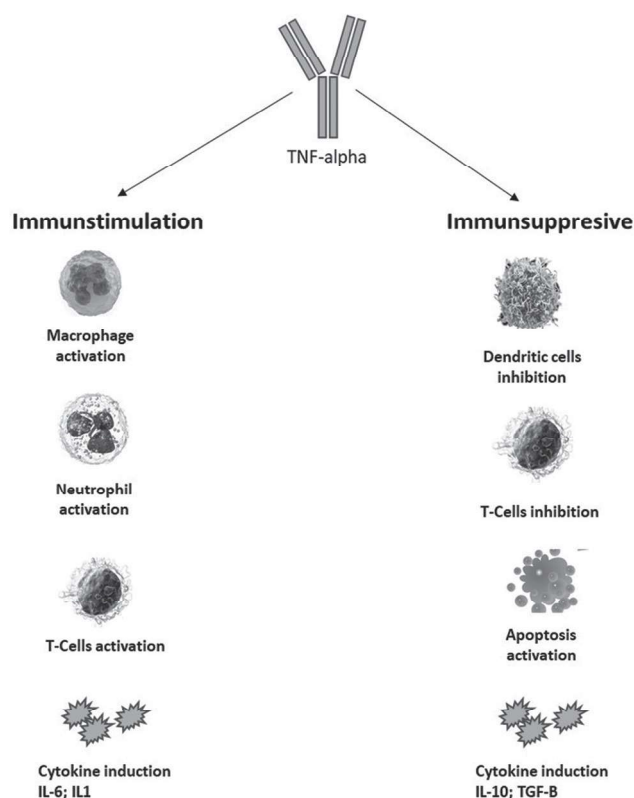 TNF-alpha
Immunstimulation
Macrophage
activation
Neutrophil
activation
T-Cells activation
Cytokine induction
IL-6; IL1
Immunsuppresive
Dendritic cells
inhibition
T-Cells inhibition
Apoptosis
activation
Cytokine induction
IL-10; TGF-B